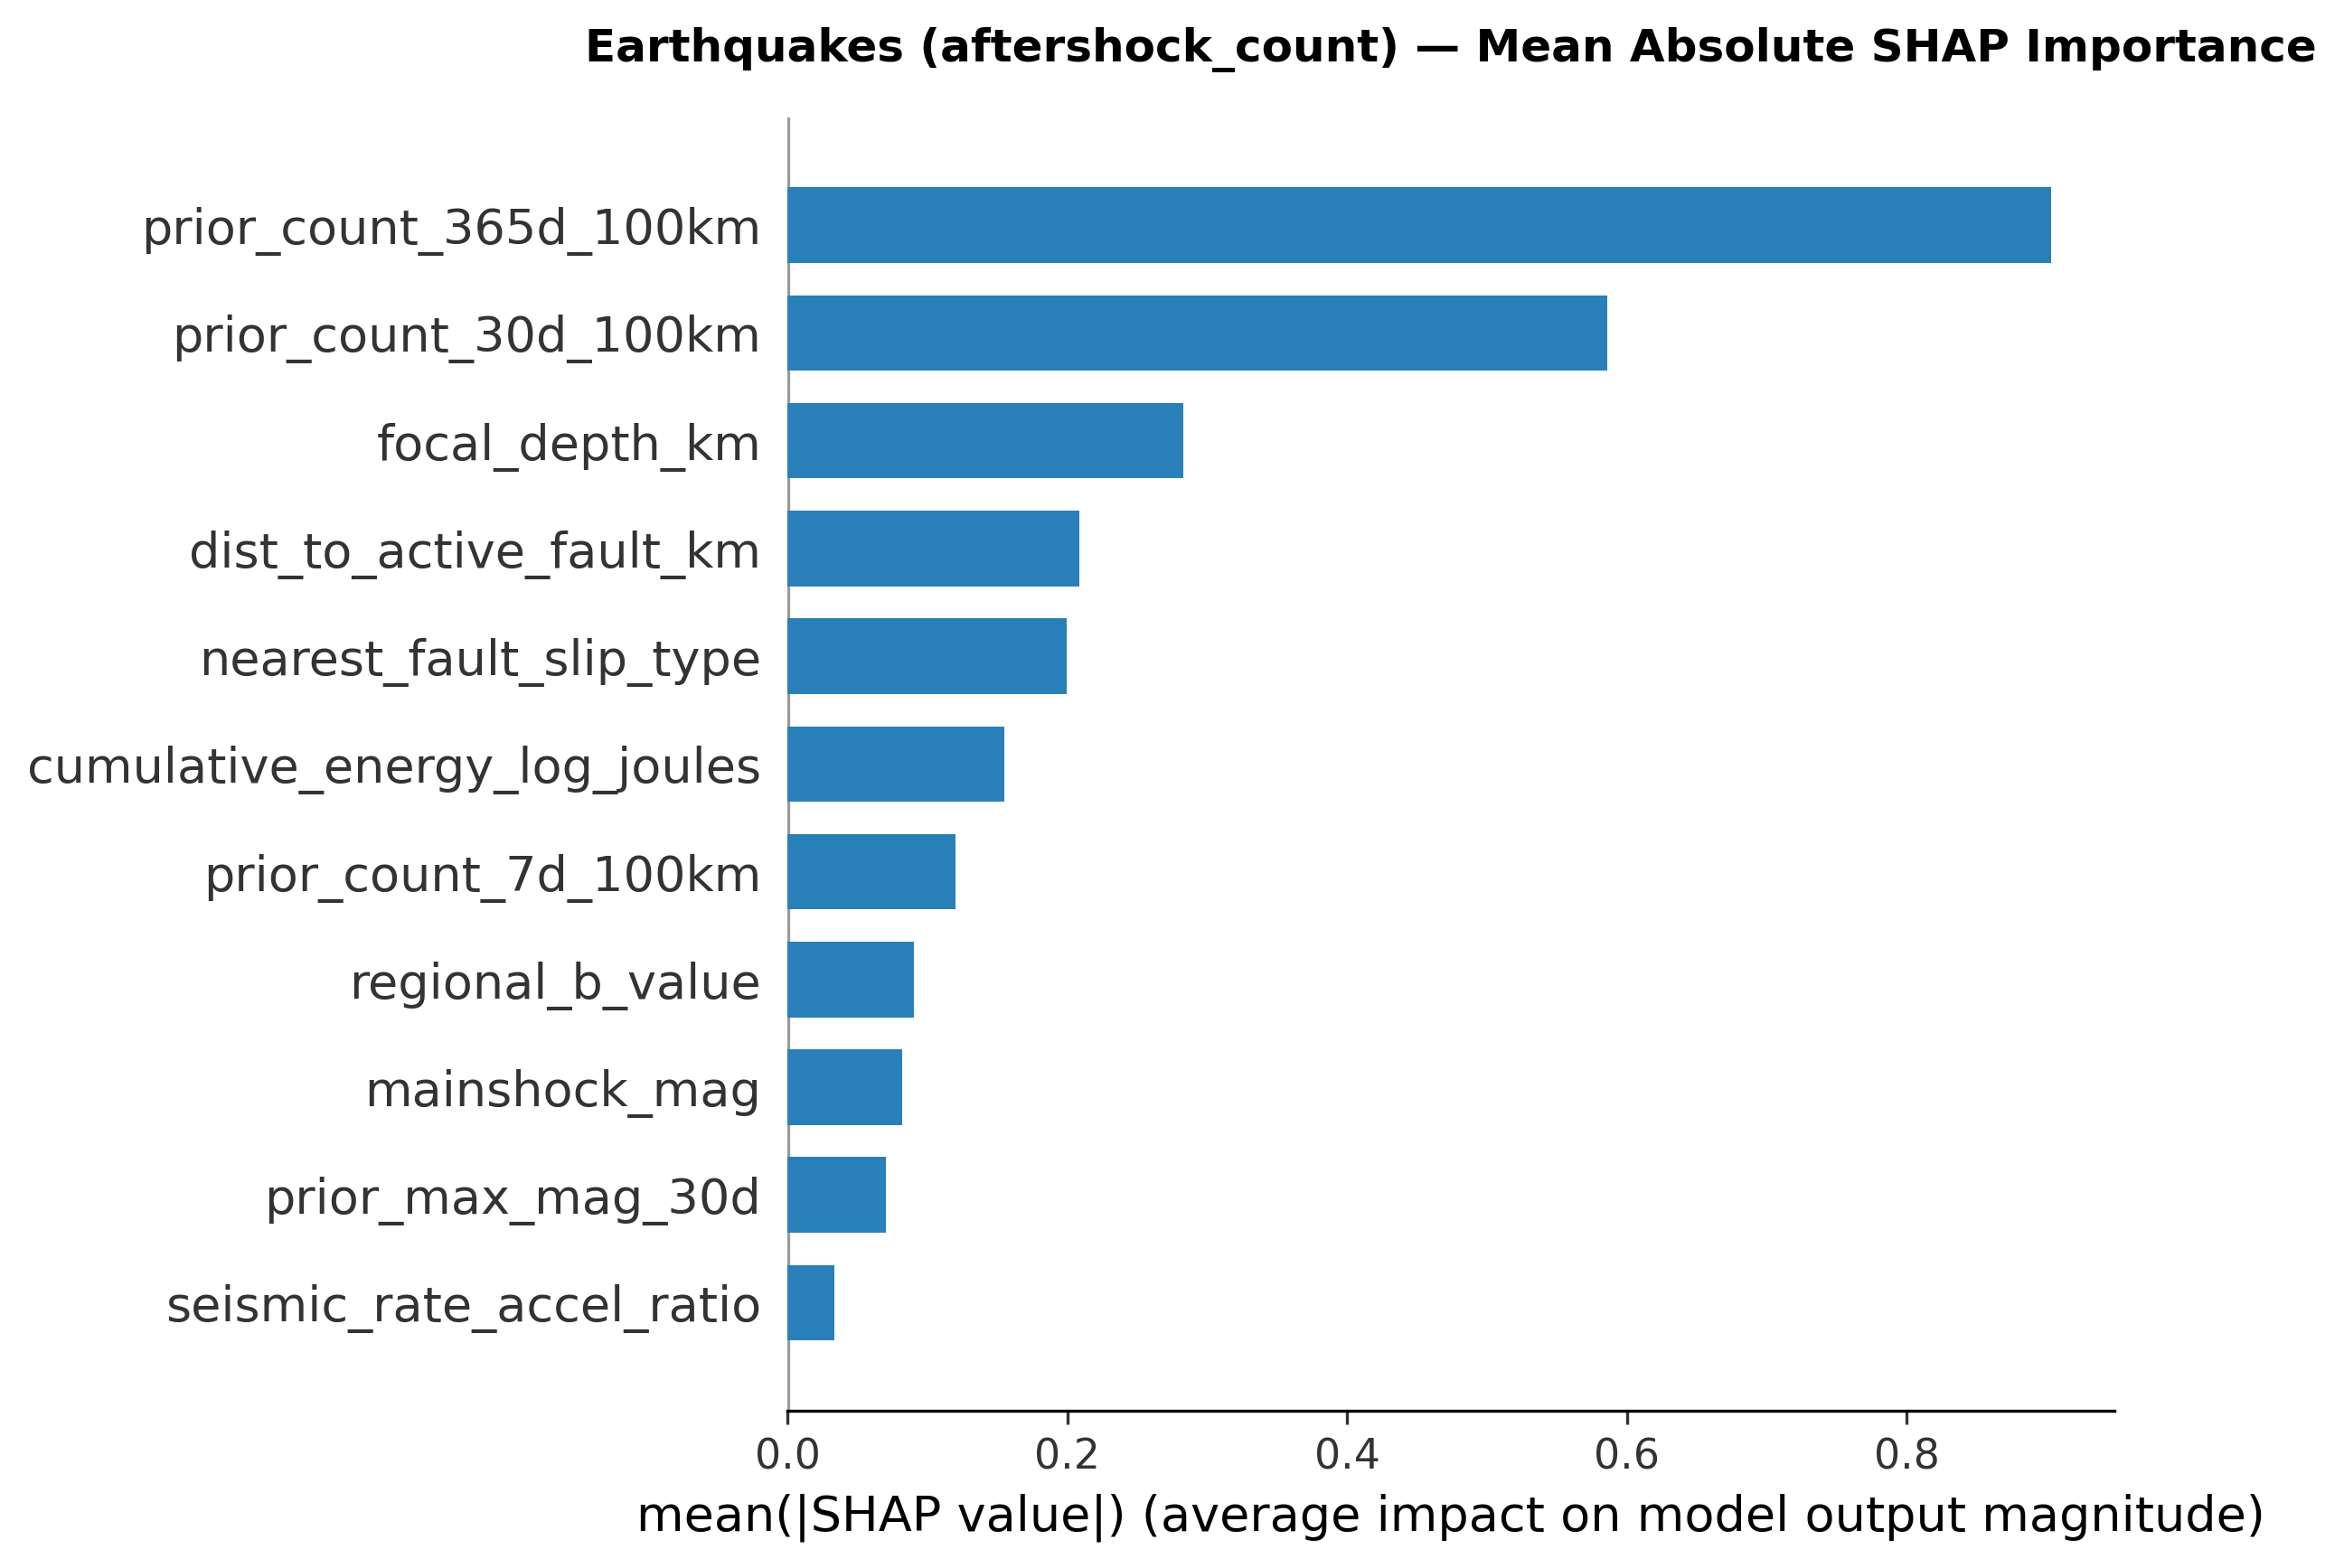 Earthquakes (aftershock_count) — Mean Absolute SHAP Importance
prior_count_365d_100km
prior_count_30d_100km
focal_depth_km
dist_to_active_fault_km
nearest_fault_slip_type
cumulative_energy_log_joules
prior_count_7d_100km
regional_b_value
mainshock_mag
prior_max_mag_30d
seismic_rate_accel_ratio
0.0 0.2 0.4 0.6 0.8
mean(|SHAP value|) (average impact on model output magnitude)